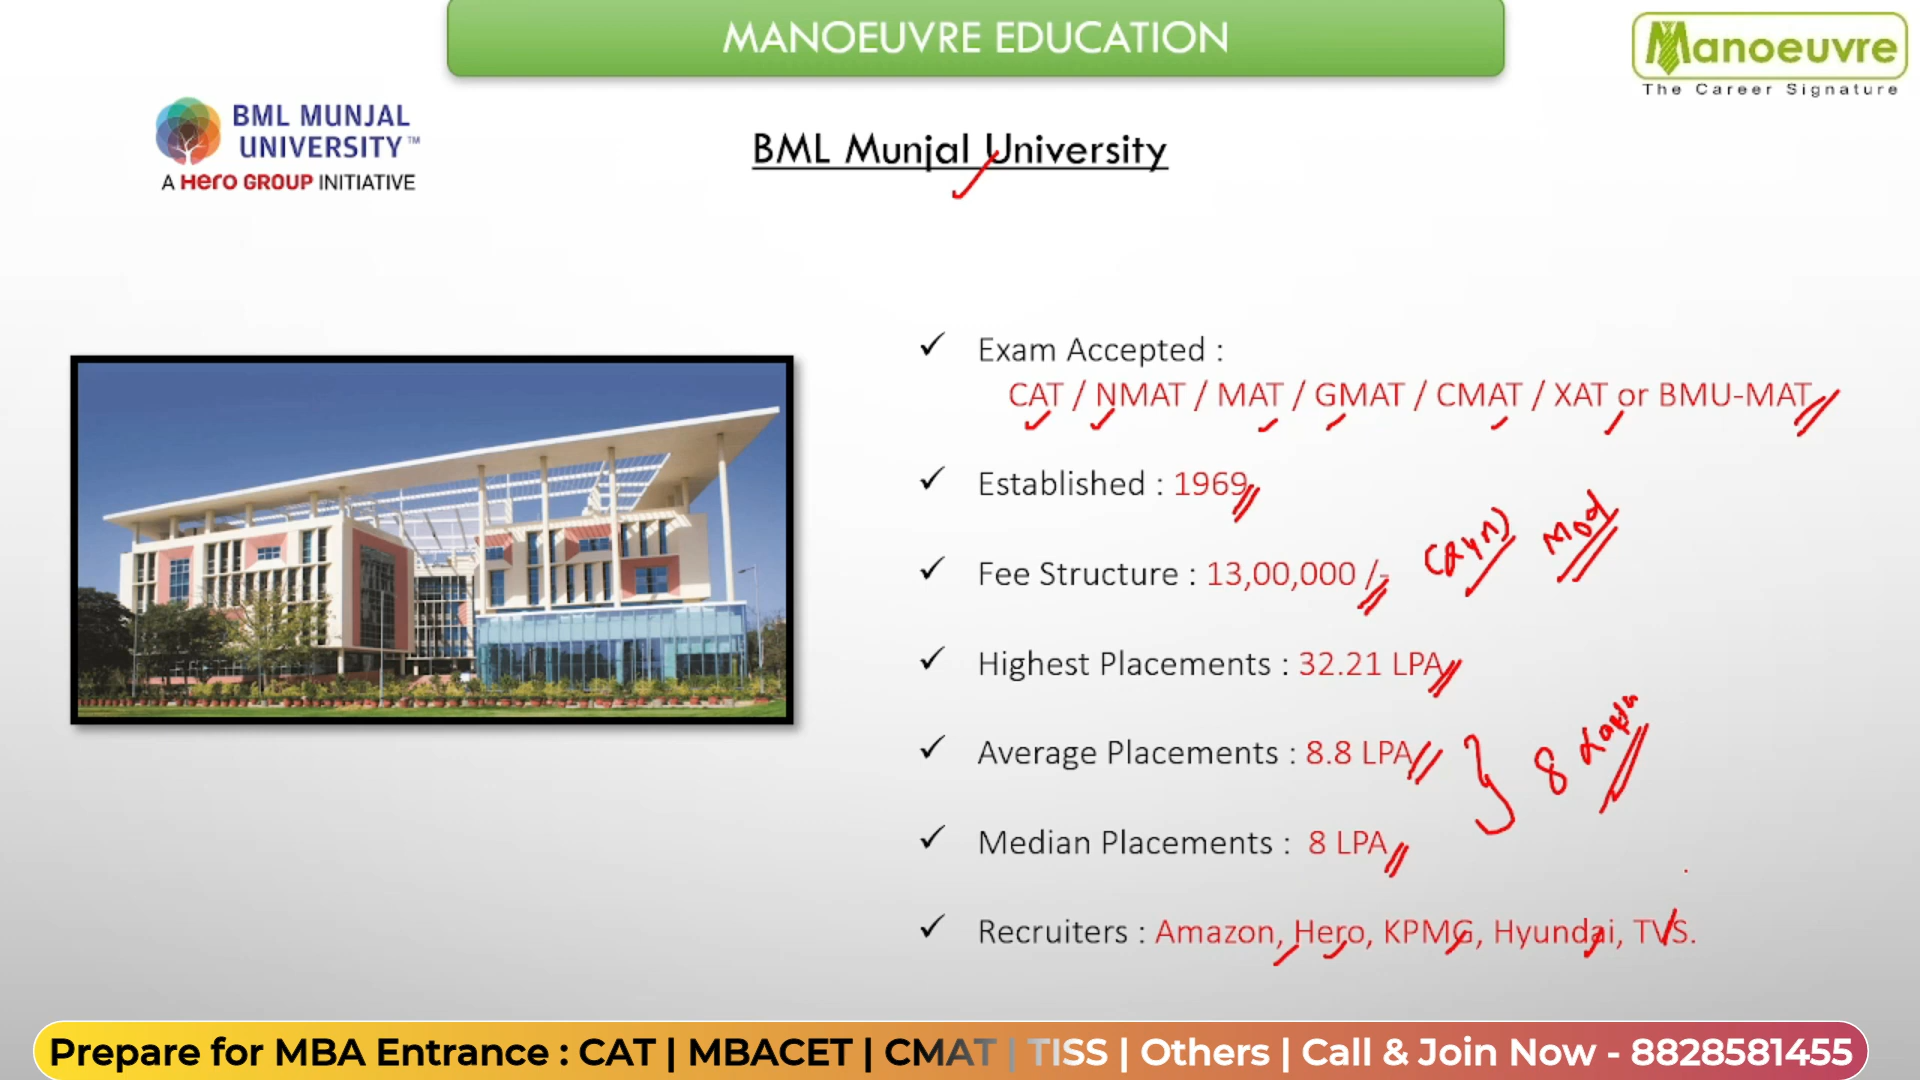 MANOEUVRE EDUCATION
Manoeuvre
The Career Signature
BML MUNJAL
UNIVERSITY™
A Hero GROUP INITIATIVE
BML Munjal University
✓ Exam Accepted :
CAT / NMAT / MAT / GMAT / CMAT / XAT or BMU-MAT
✓ Established : 1969
✓ Fee Structure : 13,00,000 /-
✓ Highest Placements : 32.21 LPA
✓ Average Placements : 8.8 LPA
8
✓ Median Placements : 8 LPA
✓ Recruiters : Amazon, Hero, KPMG, Hyundai, TVS.
Prepare for MBA Entrance : CAT | MBACET | CMAT | TISS | Others | Call & Join Now - 8828581455